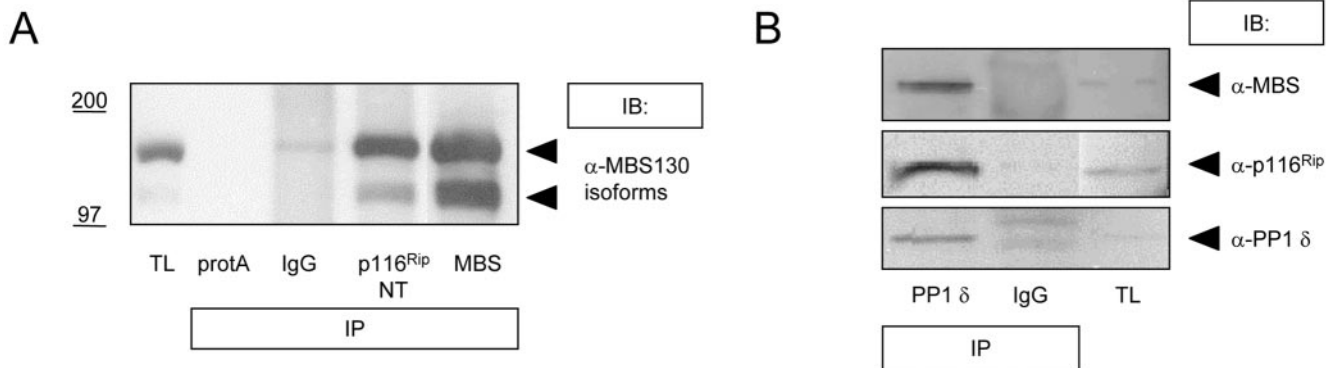 A
200
97
IB:
α-MBS130
isoforms
TL protA IgG p116Rip MBS
NT
IP
B
IB:
α-MBS
α-p116Rip
α-PP1 δ
PP1 δ IgG TL
IP